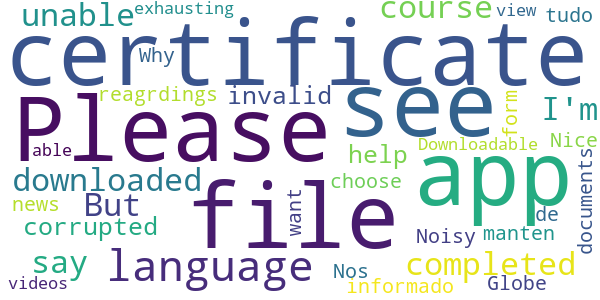 unable exhausting course view tudo
certificate
Why
reagrdings invalid see form I'm
Please
able help Downloadable Nice
downloaded choose app documents
news But want file de
corrupted Noisy manten
say language Nos completed
videos informado Globe